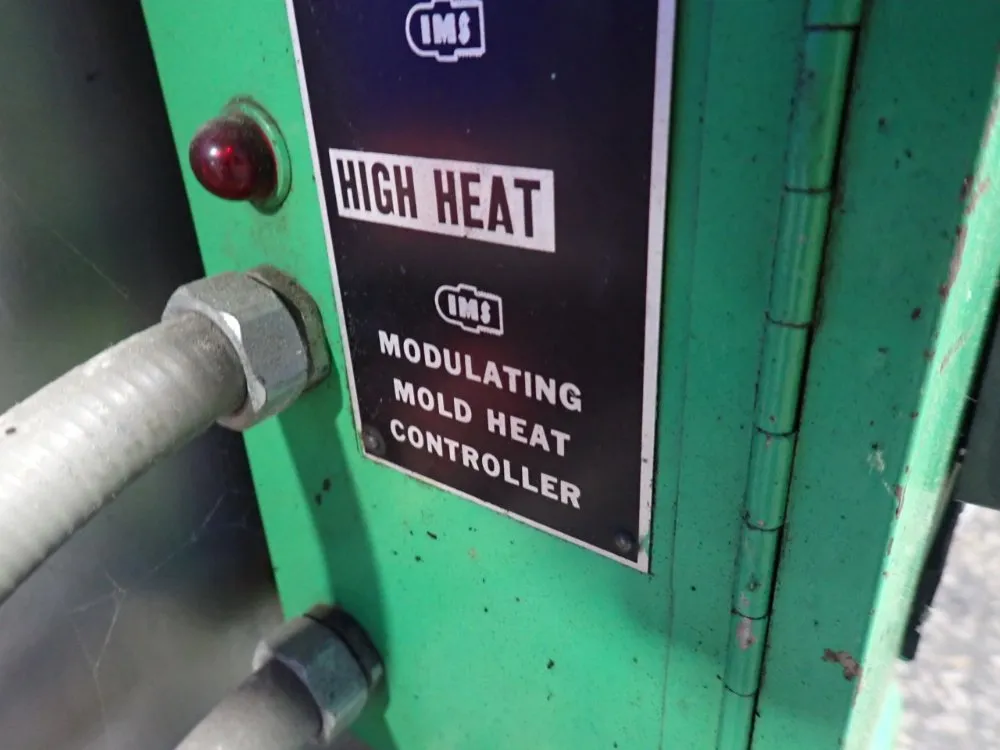 IMS
HIGH HEAT
IMS
MODULATING
MOLD HEAT
CONTROLLER